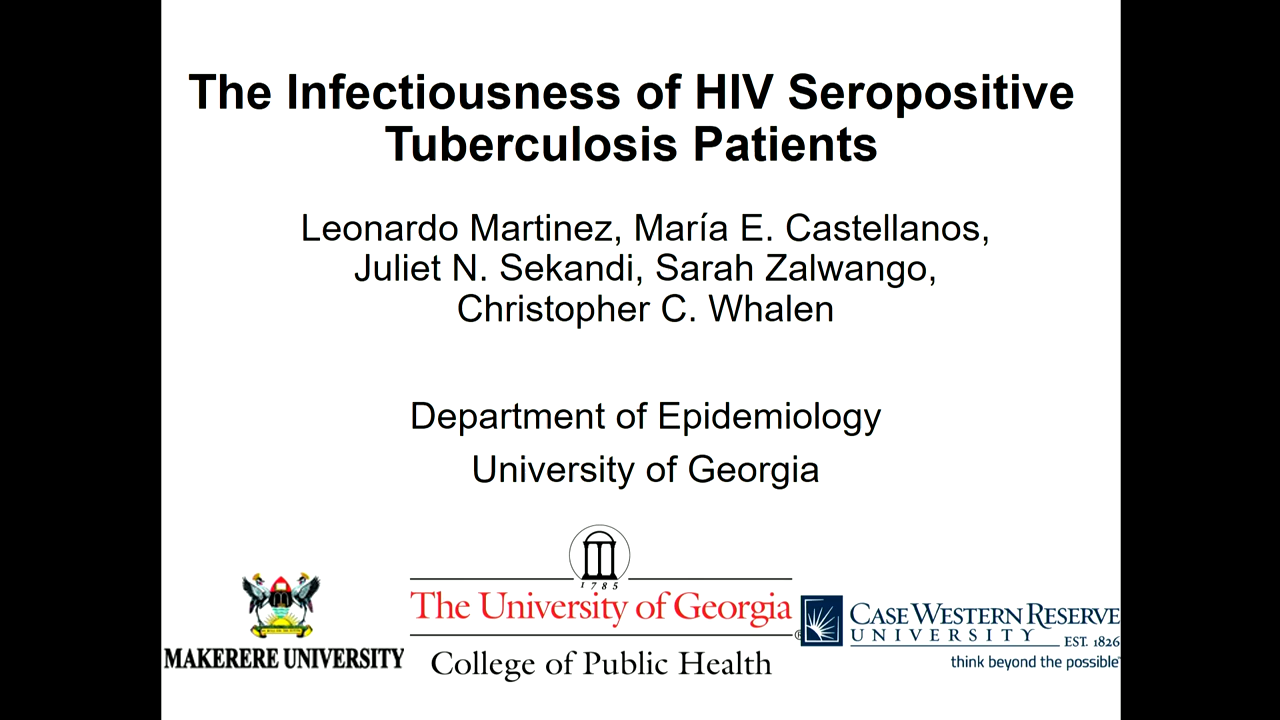 The Infectiousness of HIV Seropositive
Tuberculosis Patients
Leonardo Martinez, María E. Castellanos,
Juliet N. Sekandi, Sarah Zalwango,
Christopher C. Whalen
Department of Epidemiology
University of Georgia
1785
The University of Georgia®
College of Public Health
MAKERERE UNIVERSITY
CASE WESTERN RESERVE
UNIVERSITY EST. 1826
think beyond the possible